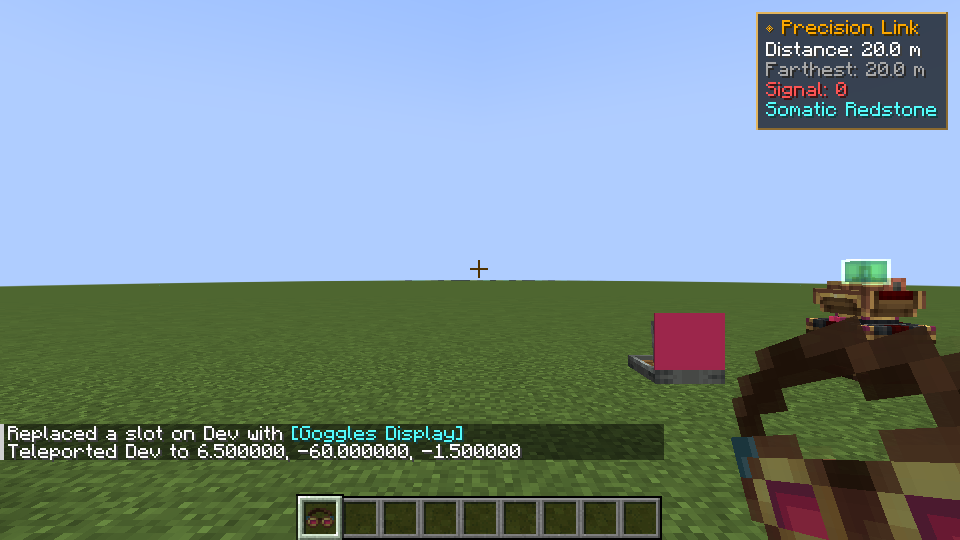 Precision Link
Distance: 20.0 m
Farthest: 20.0 m
Signal: 0
Somatic Redstone
Replaced a slot on Dev with [Goggles Display]
Teleported Dev to 6.500000, -60.000000, -1.500000